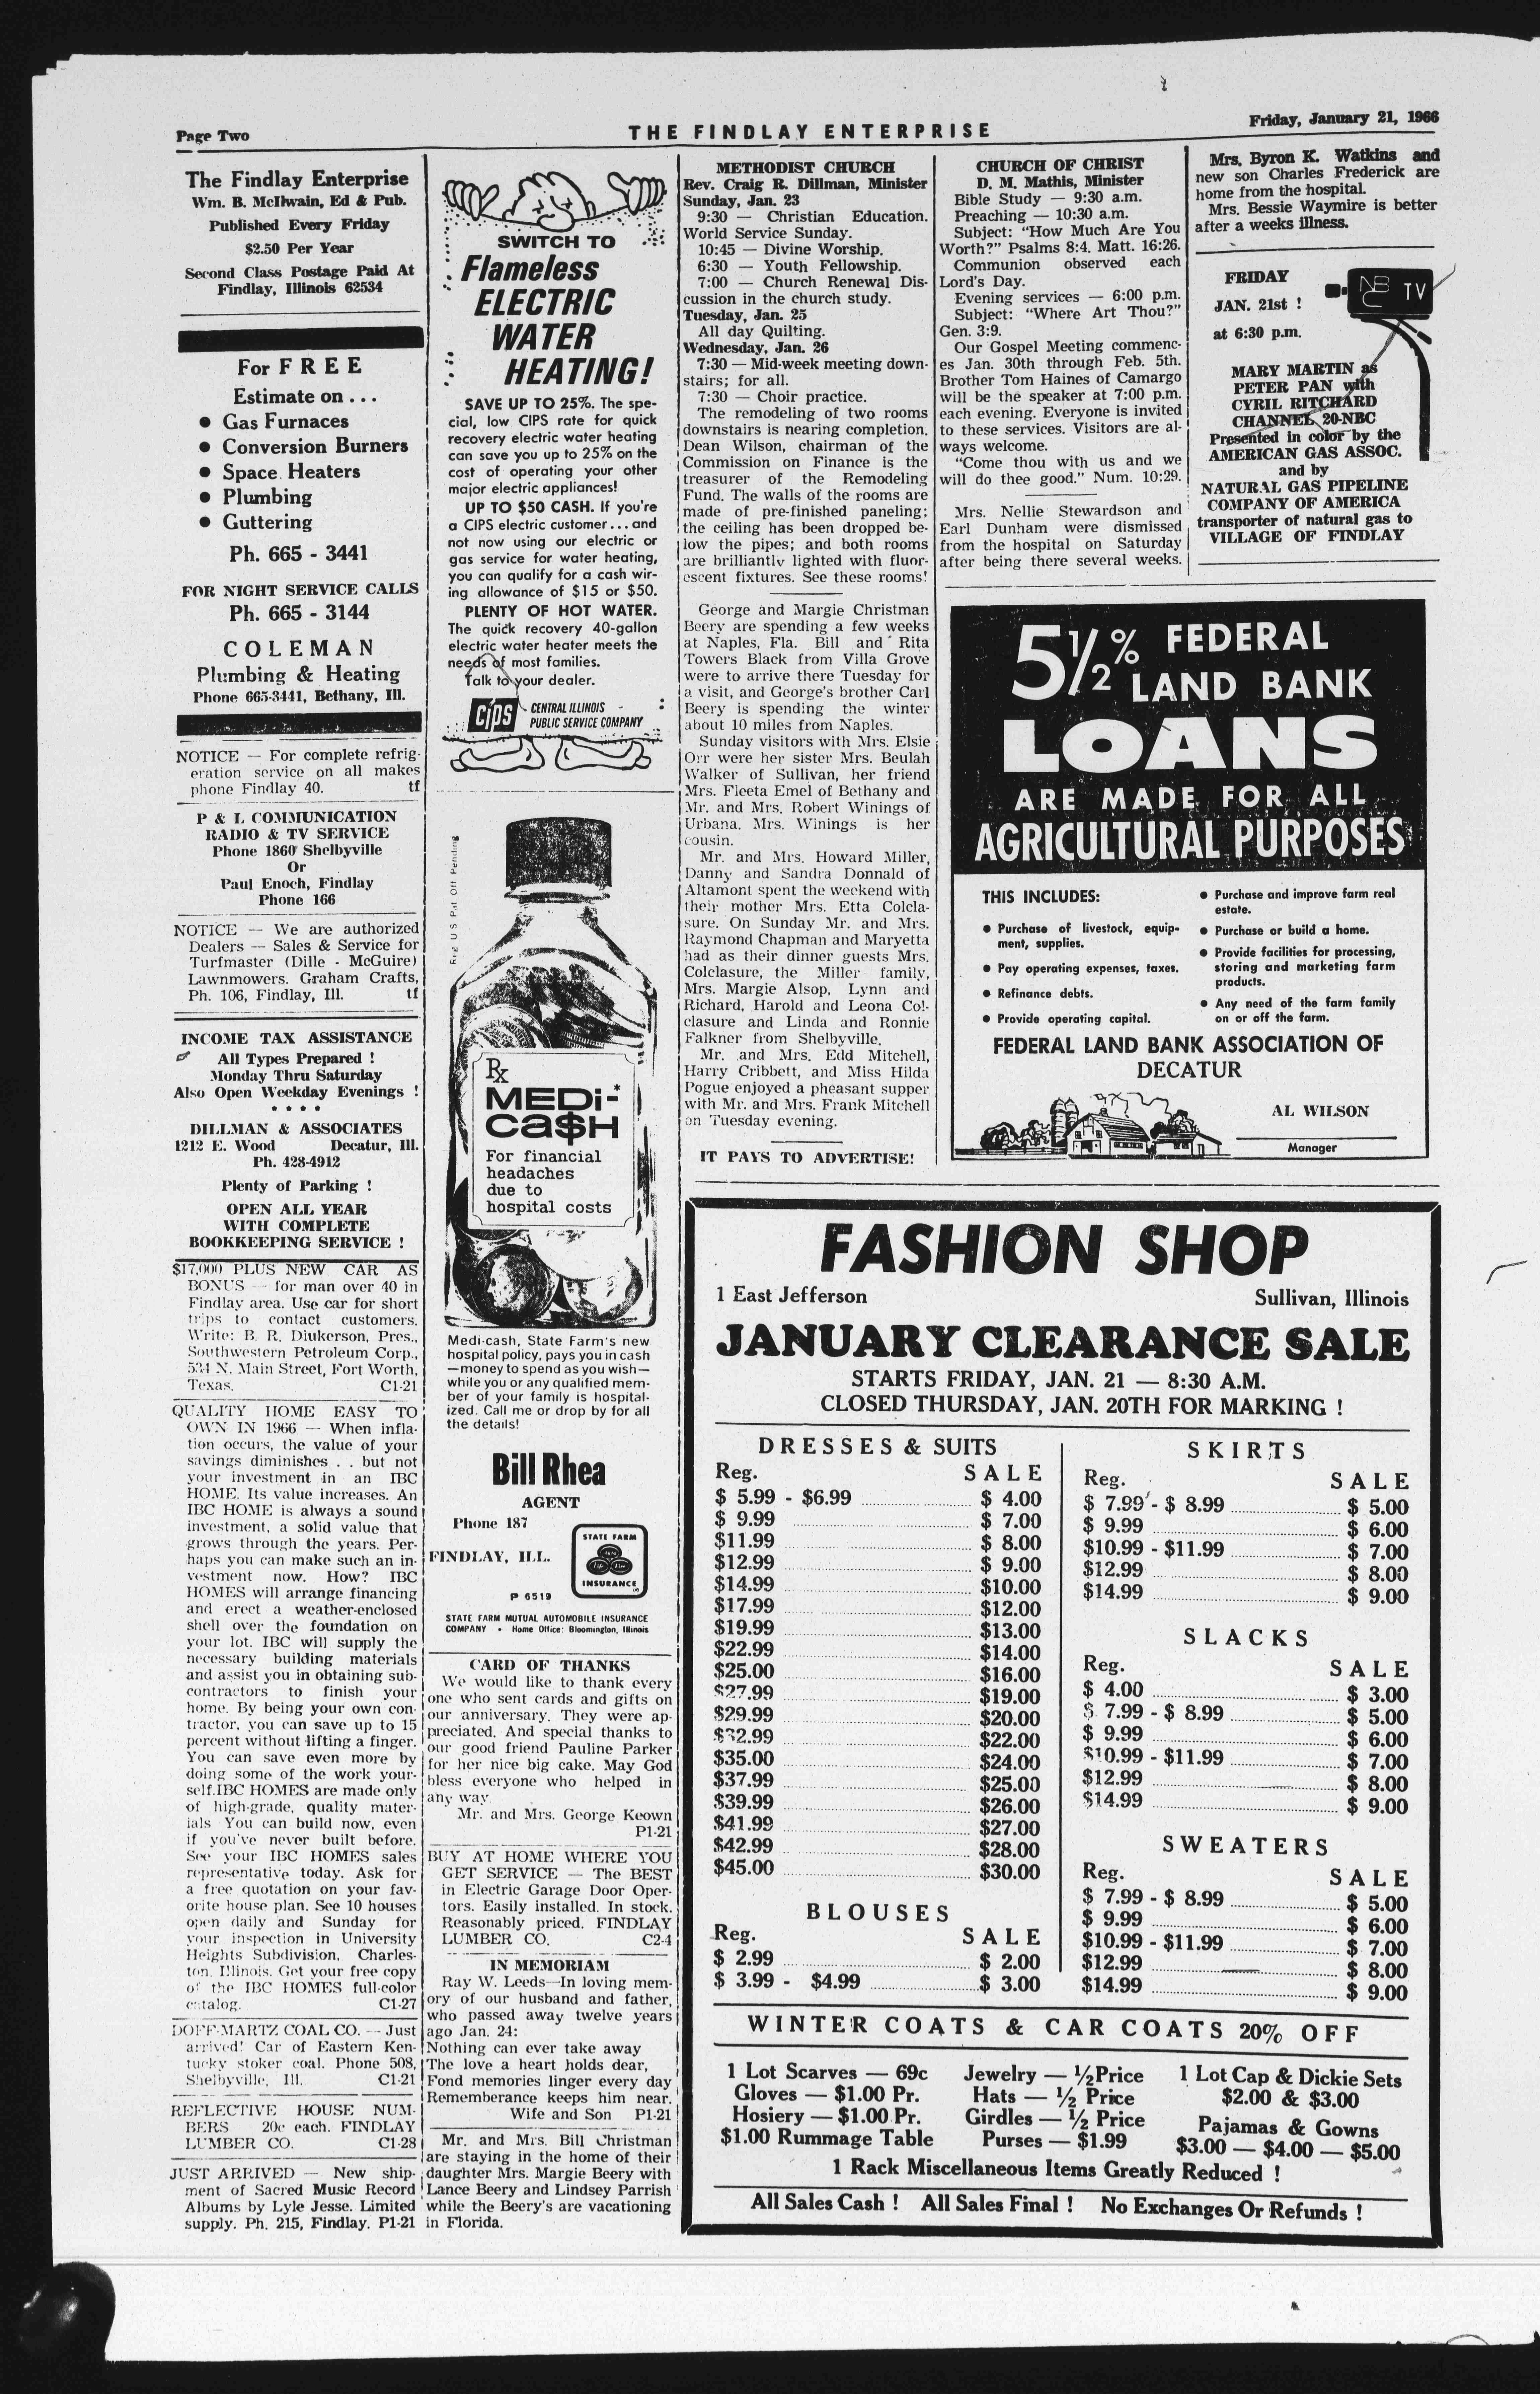 Page Two
THE FINDLAY ENTERPRISE
Friday, January 21, 1966
The Findlay Enterprise
Wm. B. McIlwain, Ed & Pub.
Published Every Friday
$2.50 Per Year
Second Class Postage Paid At
Findlay, Illinois 62534
For FREE
Estimate on . . .
● Gas Furnaces
● Conversion Burners
● Space Heaters
● Plumbing
● Guttering
Ph. 665 - 3441
FOR NIGHT SERVICE CALLS
Ph. 665 - 3144
COLEMAN
Plumbing & Heating
Phone 665-3441, Bethany, Ill.
NOTICE — For complete refrig-
eration service on all makes
phone Findlay 40. tf
P & L COMMUNICATION
RADIO & TV SERVICE
Phone 1860 Shelbyville
Or
Paul Enoch, Findlay
Phone 166
NOTICE — We are authorized
Dealers — Sales & Service for
Turfmaster (Dille - McGuire)
Lawnmowers. Graham Crafts,
Ph. 106, Findlay, Ill. tf
INCOME TAX ASSISTANCE
All Types Prepared !
Monday Thru Saturday
Also Open Weekday Evenings !
* * * *
DILLMAN & ASSOCIATES
1212 E. Wood Decatur, Ill.
Ph. 428-4912
Plenty of Parking !
OPEN ALL YEAR
WITH COMPLETE
BOOKKEEPING SERVICE !
$17,000 PLUS NEW CAR AS
BONUS — for man over 40 in
Findlay area. Use car for short
trips to contact customers.
Write: B. R. Diukerson, Pres.,
Southwestern Petroleum Corp.,
534 N. Main Street, Fort Worth,
Texas. C1-21
QUALITY HOME EASY TO
OWN IN 1966 — When infla-
tion occurs, the value of your
savings diminishes . . but not
your investment in an IBC
HOME. Its value increases. An
IBC HOME is always a sound
investment, a solid value that
grows through the years. Per-
haps you can make such an in-
vestment now. How? IBC
HOMES will arrange financing
and erect a weather-enclosed
shell over the foundation on
your lot. IBC will supply the
necessary building materials
and assist you in obtaining sub-
contractors to finish your
home. By being your own con-
tractor, you can save up to 15
percent without lifting a finger.
You can save even more by
doing some of the work your-
self.IBC HOMES are made only
of high-grade, quality mater-
ials You can build now, even
if you've never built before.
See your IBC HOMES sales
representative today. Ask for
a free quotation on your fav-
orite house plan. See 10 houses
open daily and Sunday for
your inspection in University
Heights Subdivision, Charles-
ton, Illinois. Get your free copy
of the IBC HOMES full-color
catalog. C1-27
DOFF-MARTZ COAL CO. — Just
arrived! Car of Eastern Ken-
tucky stoker coal. Phone 508,
Shelbyville, Ill. C1-21
REFLECTIVE HOUSE NUM-
BERS 20c each. FINDLAY
LUMBER CO. C1-28
JUST ARRIVED — New ship-
ment of Sacred Music Record
Albums by Lyle Jesse. Limited
supply. Ph. 215, Findlay. P1-21
SWITCH TO
Flameless
ELECTRIC
WATER
HEATING!
SAVE UP TO 25%. The spe-
cial, low CIPS rate for quick
recovery electric water heating
can save you up to 25% on the
cost of operating your other
major electric appliances!
UP TO $50 CASH. If you're
a CIPS electric customer...and
not now using our electric or
gas service for water heating,
you can qualify for a cash wir-
ing allowance of $15 or $50.
PLENTY OF HOT WATER.
The quick recovery 40-gallon
electric water heater meets the
needs of most families.
Talk to your dealer.
CIPS
CENTRAL ILLINOIS
PUBLIC SERVICE COMPANY
Reg U S Pat Off Pending
Rx
MEDI-*
CA$H
For financial
headaches
due to
hospital costs
Medi-cash, State Farm's new
hospital policy, pays you in cash
—money to spend as you wish—
while you or any qualified mem-
ber of your family is hospital-
ized. Call me or drop by for all
the details!
Bill Rhea
AGENT
Phone 187
FINDLAY, ILL.
STATE FARM
INSURANCE
P 6519
STATE FARM MUTUAL AUTOMOBILE INSURANCE
COMPANY • Home Office: Bloomington, Illinois
CARD OF THANKS
We would like to thank every
one who sent cards and gifts on
our anniversary. They were ap-
preciated. And special thanks to
our good friend Pauline Parker
for her nice big cake. May God
bless everyone who helped in
any way.
Mr. and Mrs. George Keown
P1-21
BUY AT HOME WHERE YOU
GET SERVICE — The BEST
in Electric Garage Door Oper-
tors. Easily installed. In stock.
Reasonably priced. FINDLAY
LUMBER CO. C2-4
IN MEMORIAM
Ray W. Leeds—In loving mem-
ory of our husband and father,
who passed away twelve years
ago Jan. 24:
Nothing can ever take away
The love a heart holds dear,
Fond memories linger every day
Rememberance keeps him near.
Wife and Son P1-21
Mr. and Mrs. Bill Christman
are staying in the home of their
daughter Mrs. Margie Beery with
Lance Beery and Lindsey Parrish
while the Beery's are vacationing
in Florida.
METHODIST CHURCH
Rev. Craig R. Dillman, Minister
Sunday, Jan. 23
9:30 — Christian Education.
World Service Sunday.
10:45 — Divine Worship.
6:30 — Youth Fellowship.
7:00 — Church Renewal Dis-
cussion in the church study.
Tuesday, Jan. 25
All day Quilting.
Wednesday, Jan. 26
7:30 — Mid-week meeting down-
stairs; for all.
7:30 — Choir practice.
The remodeling of two rooms
downstairs is nearing completion.
Dean Wilson, chairman of the
Commission on Finance is the
treasurer of the Remodeling
Fund. The walls of the rooms are
made of pre-finished paneling;
the ceiling has been dropped be-
low the pipes; and both rooms
are brilliantly lighted with fluor-
escent fixtures. See these rooms!
George and Margie Christman
Beery are spending a few weeks
at Naples, Fla. Bill and Rita
Towers Black from Villa Grove
were to arrive there Tuesday for
a visit, and George's brother Carl
Beery is spending the winter
about 10 miles from Naples.
Sunday visitors with Mrs. Elsie
Orr were her sister Mrs. Beulah
Walker of Sullivan, her friend
Mrs. Fleeta Emel of Bethany and
Mr. and Mrs. Robert Winings of
Urbana. Mrs. Winings is her
cousin.
Mr. and Mrs. Howard Miller,
Danny and Sandra Donnald of
Altamont spent the weekend with
their mother Mrs. Etta Colcla-
sure. On Sunday Mr. and Mrs.
Raymond Chapman and Maryetta
had as their dinner guests Mrs.
Colclasure, the Miller family,
Mrs. Margie Alsop, Lynn and
Richard, Harold and Leona Col-
clasure and Linda and Ronnie
Falkner from Shelbyville.
Mr. and Mrs. Edd Mitchell,
Harry Cribbett, and Miss Hilda
Pogue enjoyed a pheasant supper
with Mr. and Mrs. Frank Mitchell
on Tuesday evening.
IT PAYS TO ADVERTISE!
CHURCH OF CHRIST
D. M. Mathis, Minister
Bible Study — 9:30 a.m.
Preaching — 10:30 a.m.
Subject: "How Much Are You
Worth?" Psalms 8:4. Matt. 16:26.
Communion observed each
Lord's Day.
Evening services — 6:00 p.m.
Subject: "Where Art Thou?"
Gen. 3:9.
Our Gospel Meeting commenc-
es Jan. 30th through Feb. 5th.
Brother Tom Haines of Camargo
will be the speaker at 7:00 p.m.
each evening. Everyone is invited
to these services. Visitors are al-
ways welcome.
"Come thou with us and we
will do thee good." Num. 10:29.
Mrs. Nellie Stewardson and
Earl Dunham were dismissed
from the hospital on Saturday
after being there several weeks.
Mrs. Byron K. Watkins and
new son Charles Frederick are
home from the hospital.
Mrs. Bessie Waymire is better
after a weeks illness.
FRIDAY
JAN. 21st !
at 6:30 p.m.
NBC TV
MARY MARTIN as
PETER PAN with
CYRIL RITCHARD
CHANNEL 20-NBC
Presented in color by the
AMERICAN GAS ASSOC.
and by
NATURAL GAS PIPELINE
COMPANY OF AMERICA
transporter of natural gas to
VILLAGE OF FINDLAY
5½% FEDERAL
LAND BANK
LOANS
ARE MADE FOR ALL
AGRICULTURAL PURPOSES
THIS INCLUDES:
● Purchase of livestock, equip-
ment, supplies.
● Pay operating expenses, taxes.
● Refinance debts.
● Provide operating capital.
● Purchase and improve farm real
estate.
● Purchase or build a home.
● Provide facilities for processing,
storing and marketing farm
products.
● Any need of the farm family
on or off the farm.
FEDERAL LAND BANK ASSOCIATION OF
DECATUR
AL WILSON
Manager
FASHION SHOP
1 East Jefferson Sullivan, Illinois
JANUARY CLEARANCE SALE
STARTS FRIDAY, JAN. 21 — 8:30 A.M.
CLOSED THURSDAY, JAN. 20TH FOR MARKING !
DRESSES & SUITS
Reg. SALE
$ 5.99 - $6.99 $ 4.00
$ 9.99 $ 7.00
$11.99 $ 8.00
$12.99 $ 9.00
$14.99 $10.00
$17.99 $12.00
$19.99 $13.00
$22.99 $14.00
$25.00 $16.00
$27.99 $19.00
$29.99 $20.00
$32.99 $22.00
$35.00 $24.00
$37.99 $25.00
$39.99 $26.00
$41.99 $27.00
$42.99 $28.00
$45.00 $30.00
BLOUSES
Reg. SALE
$ 2.99 $ 2.00
$ 3.99 - $4.99 $ 3.00
SKIRTS
Reg. SALE
$ 7.99 - $ 8.99 $ 5.00
$ 9.99 $ 6.00
$10.99 - $11.99 $ 7.00
$12.99 $ 8.00
$14.99 $ 9.00
SLACKS
Reg. SALE
$ 4.00 $ 3.00
$ 7.99 - $ 8.99 $ 5.00
$ 9.99 $ 6.00
$10.99 - $11.99 $ 7.00
$12.99 $ 8.00
$14.99 $ 9.00
SWEATERS
Reg. SALE
$ 7.99 - $ 8.99 $ 5.00
$ 9.99 $ 6.00
$10.99 - $11.99 $ 7.00
$12.99 $ 8.00
$14.99 $ 9.00
WINTER COATS & CAR COATS 20% OFF
1 Lot Scarves — 69c
Gloves — $1.00 Pr.
Hosiery — $1.00 Pr.
$1.00 Rummage Table
Jewelry — ½ Price
Hats — ½ Price
Girdles — ½ Price
Purses — $1.99
1 Lot Cap & Dickie Sets
$2.00 & $3.00
Pajamas & Gowns
$3.00 — $4.00 — $5.00
1 Rack Miscellaneous Items Greatly Reduced !
All Sales Cash ! All Sales Final ! No Exchanges Or Refunds !